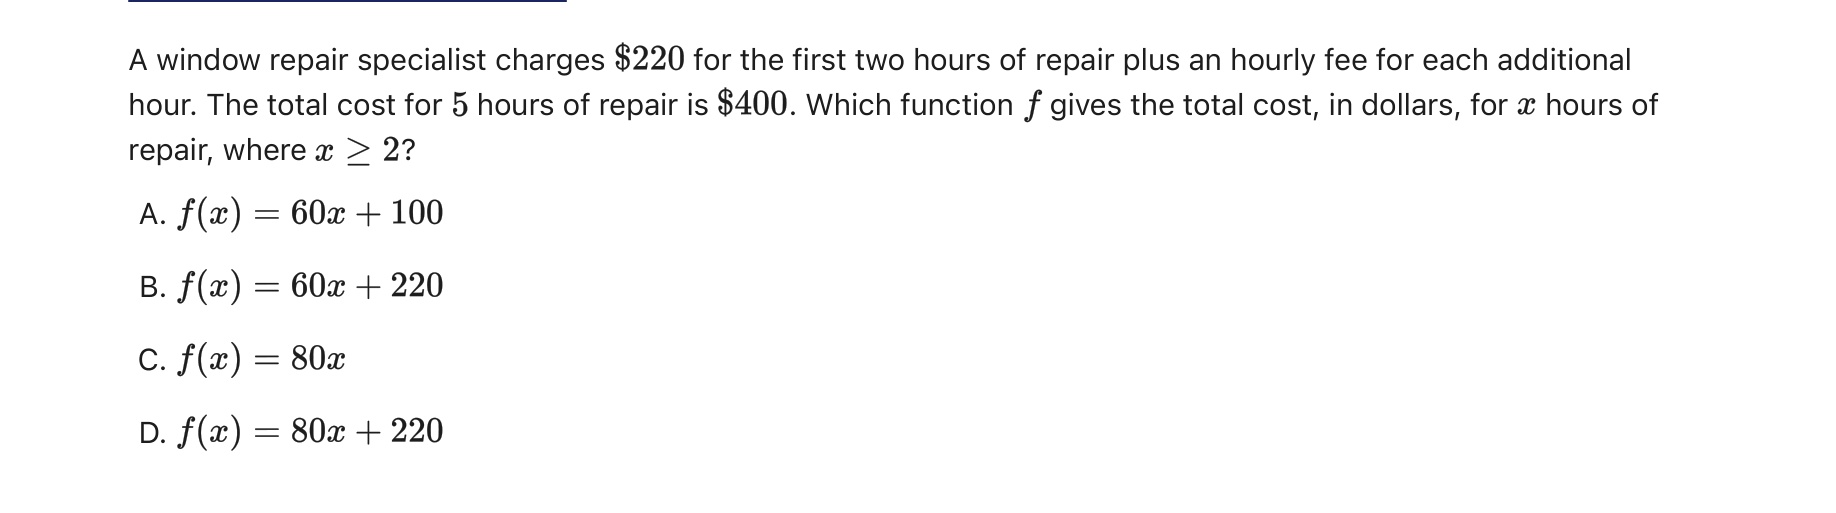 A window repair specialist charges $220 for the first two hours of repair plus an hourly fee for each additional
hour. The total cost for 5 hours of repair is $400. Which function f gives the total cost, in dollars, for x hours of
repair, where x ≥ 2?
A. f(x) = 60x + 100
B. f(x) = 60x + 220
C. f(x) = 80x
D. f(x) = 80x + 220